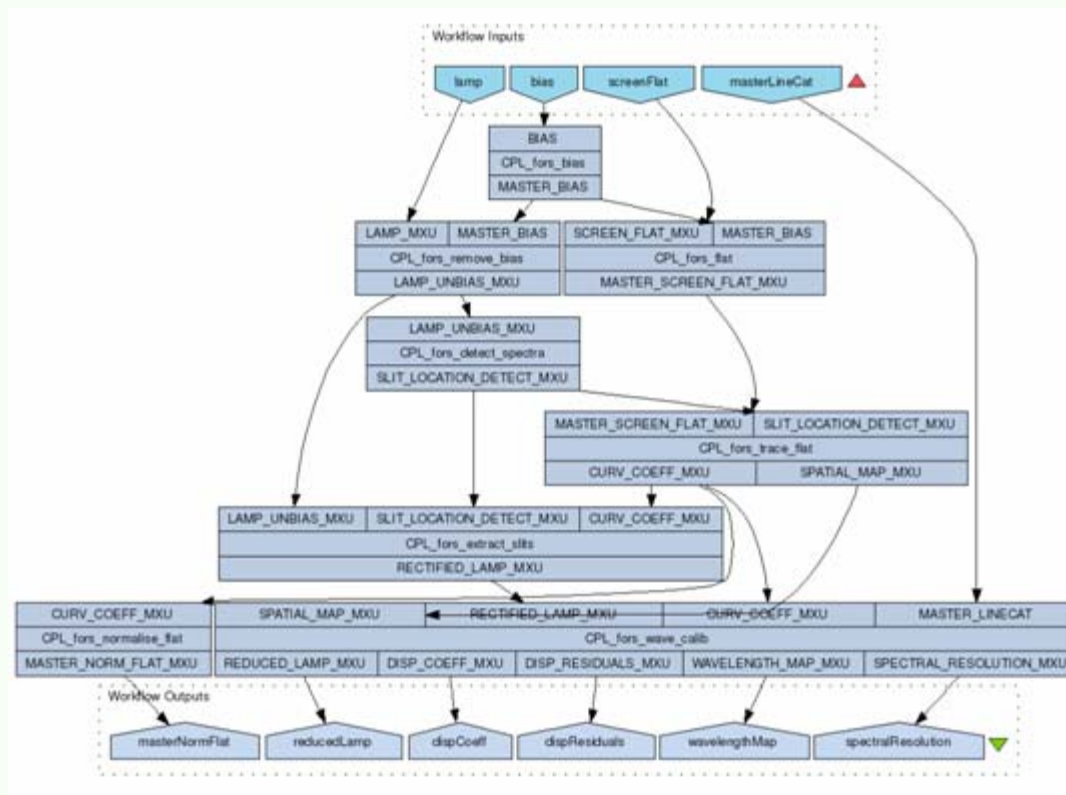 Workflow Inputs
lamp bias screenFlat masterLineCat
BIAS
CPL_fors_bias
MASTER_BIAS
LAMP_MXU MASTER_BIAS SCREEN_FLAT_MXU MASTER_BIAS
CPL_fors_remove_bias CPL_fors_flat
LAMP_UNBIAS_MXU MASTER_SCREEN_FLAT_MXU
LAMP_UNBIAS_MXU
CPL_fors_detect_spectra
SLIT_LOCATION_DETECT_MXU
MASTER_SCREEN_FLAT_MXU SLIT_LOCATION_DETECT_MXU
CPL_fors_trace_flat
CURV_COEFF_MXU SPATIAL_MAP_MXU
LAMP_UNBIAS_MXU SLIT_LOCATION_DETECT_MXU CURV_COEFF_MXU
CPL_fors_extract_slits
RECTIFIED_LAMP_MXU
CURV_COEFF_MXU SPATIAL_MAP_MXU RECTIFIED_LAMP_MXU CURV_COEFF_MXU MASTER_LINECAT
CPL_fors_normalise_flat CPL_fors_wave_calib
MASTER_NORM_FLAT_MXU REDUCED_LAMP_MXU DISP_COEFF_MXU DISP_RESIDUALS_MXU WAVELENGTH_MAP_MXU SPECTRAL_RESOLUTION_MXU
Workflow Outputs
masterNormFlat reducedLamp dispCoeff dispResiduals wavelengthMap spectralResolution